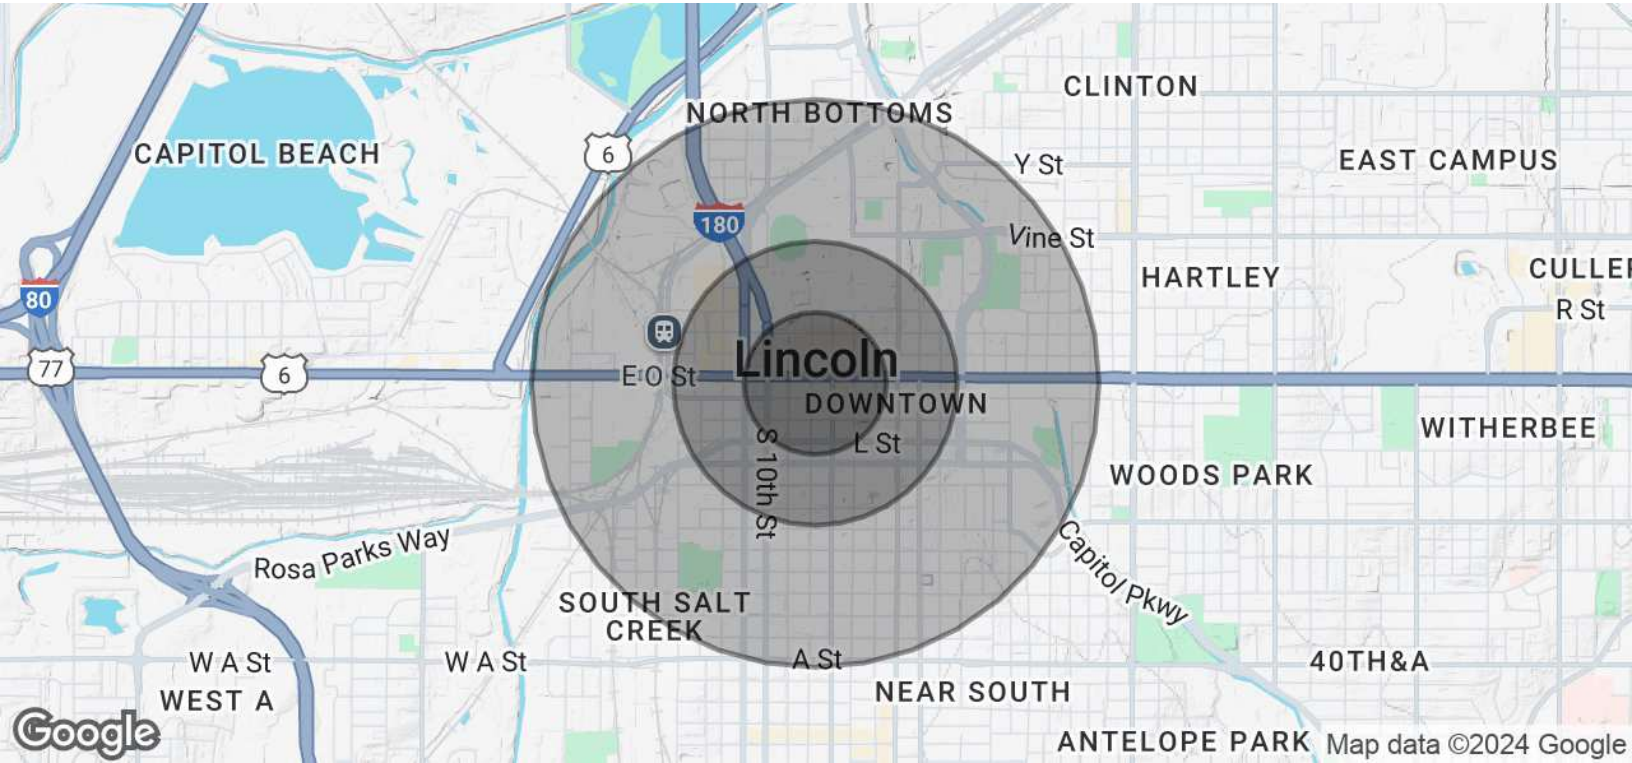 CLINTON
NORTH BOTTOMS
6
CAPITOL BEACH
Y St
EAST CAMPUS
180
Vine St
HARTLEY
CULLER
80
R St
77
6
E O St
Lincoln
DOWNTOWN
WITHERBEE
L St
S 10th St
WOODS PARK
Rosa Parks Way
Capitol Pkwy
SOUTH SALT
CREEK
W A St
W A St
A St
40TH&A
WEST A
NEAR SOUTH
Google
ANTELOPE PARK
Map data ©2024 Google